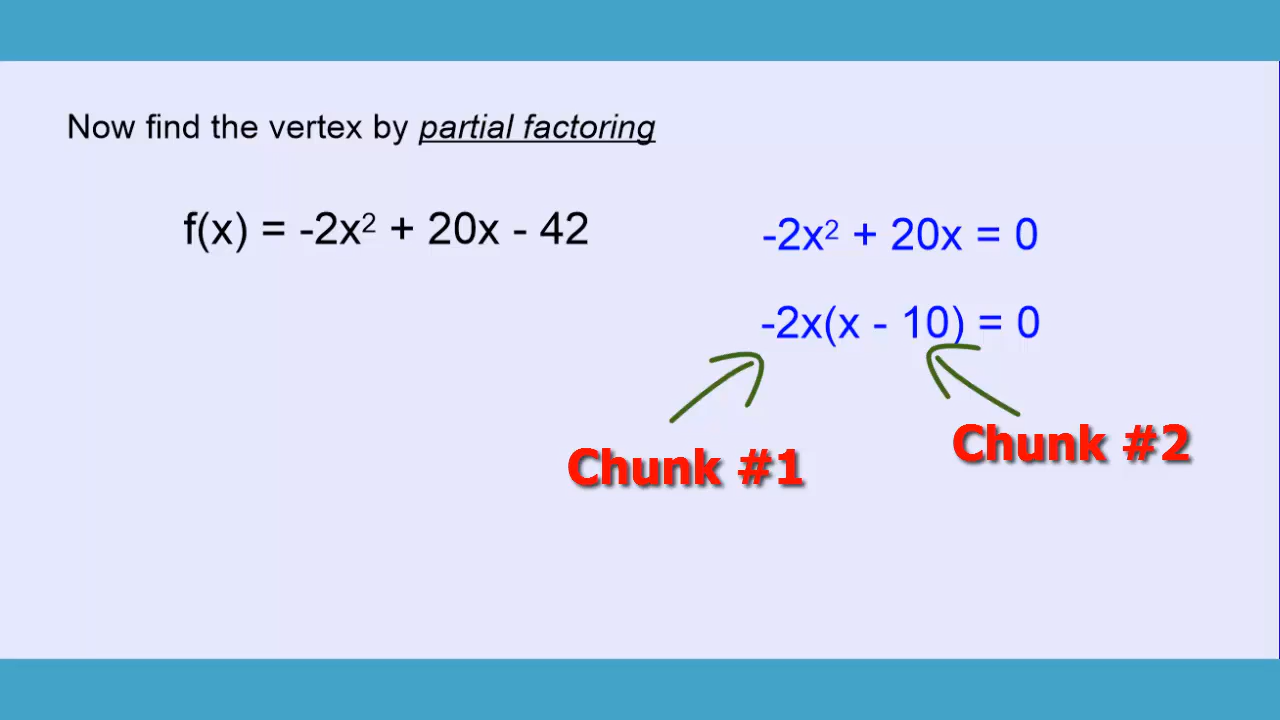 Now find the vertex by partial factoring
f(x) = -2x² + 20x - 42
-2x² + 20x = 0
-2x(x - 10) = 0
Chunk #1
Chunk #2